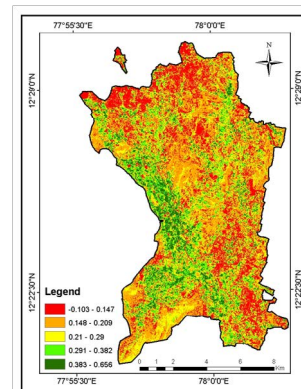 77°55'30"E 78°0'0"E
N
12°29'0"N 12°29'0"N
12°22'30"N 12°22'30"N
Legend
-0.103 - 0.147
0.148 - 0.209
0.21 - 0.29
0.291 - 0.382
0.383 - 0.656
0 1 2 4 6 8
Km
77°55'30"E 78°0'0"E